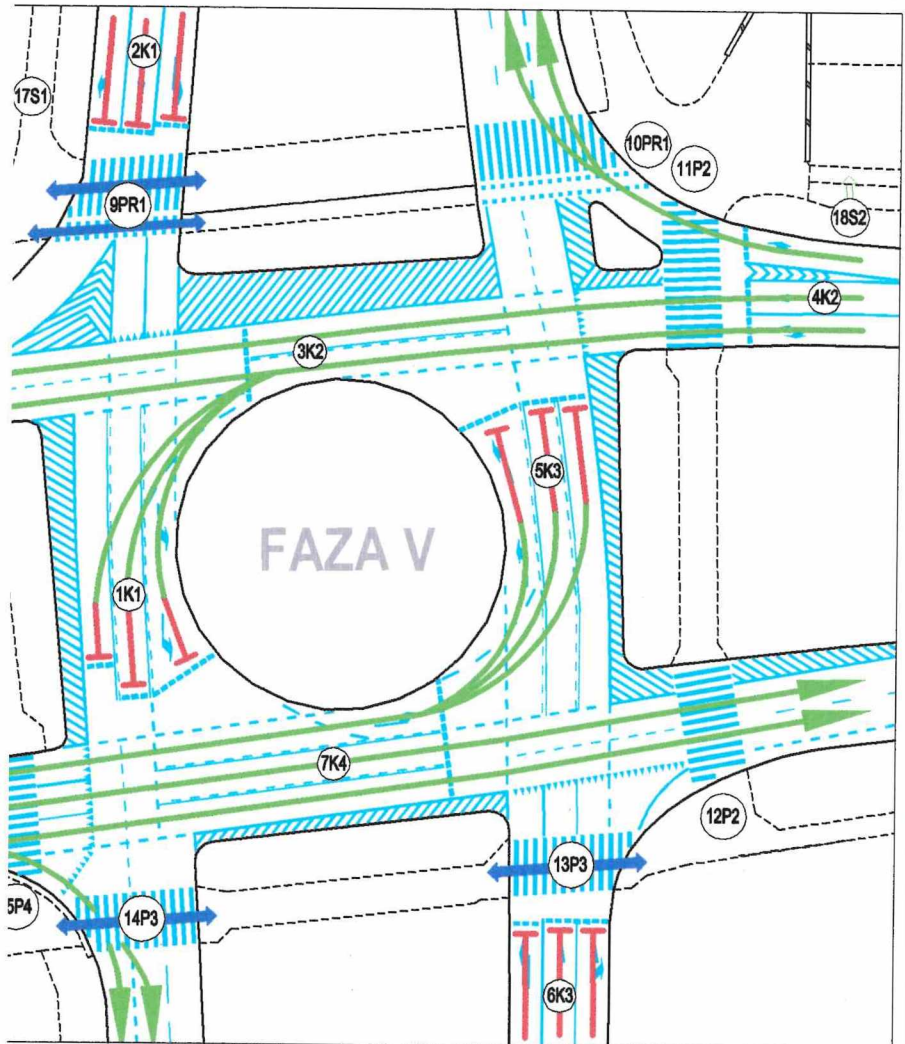 2K1
17S1
10PR1
11P2
9PR1
18S2
4K2
3K2
5K3
FAZA V
1K1
7K4
12P2
13P3
5P4
14P3
6K3